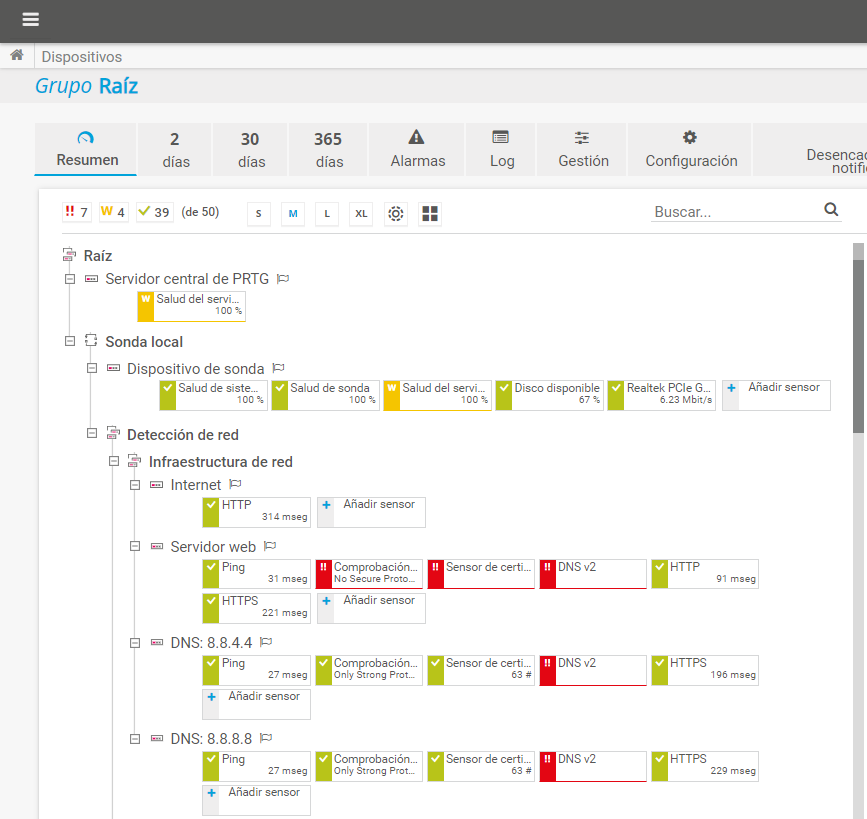 Dispositivos
Grupo Raíz
Resumen
2 días
30 días
365 días
Alarmas
Log
Gestión
Configuración
Desencad
notifi
!! 7 W 4 39 (de 50) S M L XL Buscar...
Raíz
Servidor central de PRTG
W Salud del servi...
100 %
Sonda local
Dispositivo de sonda
Salud de siste... Salud de sonda W Salud del servi... Disco disponible Realtek PCIe G... + Añadir sensor
100 % 100 % 100 % 67 % 6.23 Mbit/s
Detección de red
Infraestructura de red
Internet
HTTP + Añadir sensor
314 mseg
Servidor web
Ping !! Comprobación... !! Sensor de certi... !! DNS v2 HTTP
31 mseg No Secure Proto... 91 mseg
HTTPS + Añadir sensor
221 mseg
DNS: 8.8.4.4
Ping Comprobación... Sensor de certi... !! DNS v2 HTTPS
27 mseg Only Strong Prot... 63 # 196 mseg
+ Añadir sensor
DNS: 8.8.8.8
Ping Comprobación... Sensor de certi... !! DNS v2 HTTPS
27 mseg Only Strong Prot... 63 # 229 mseg
+ Añadir sensor